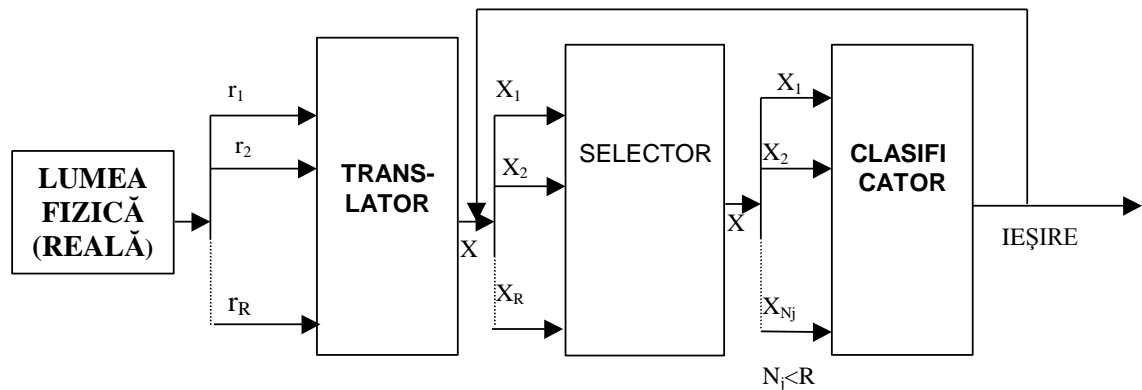 LUMEA
FIZICĂ
(REALĂ)
r1
r2
rR
TRANS-
LATOR
X
X1
X2
XR
SELECTOR
X
X1
X2
XNj
Nj<R
CLASIFI
CATOR
IEŞIRE